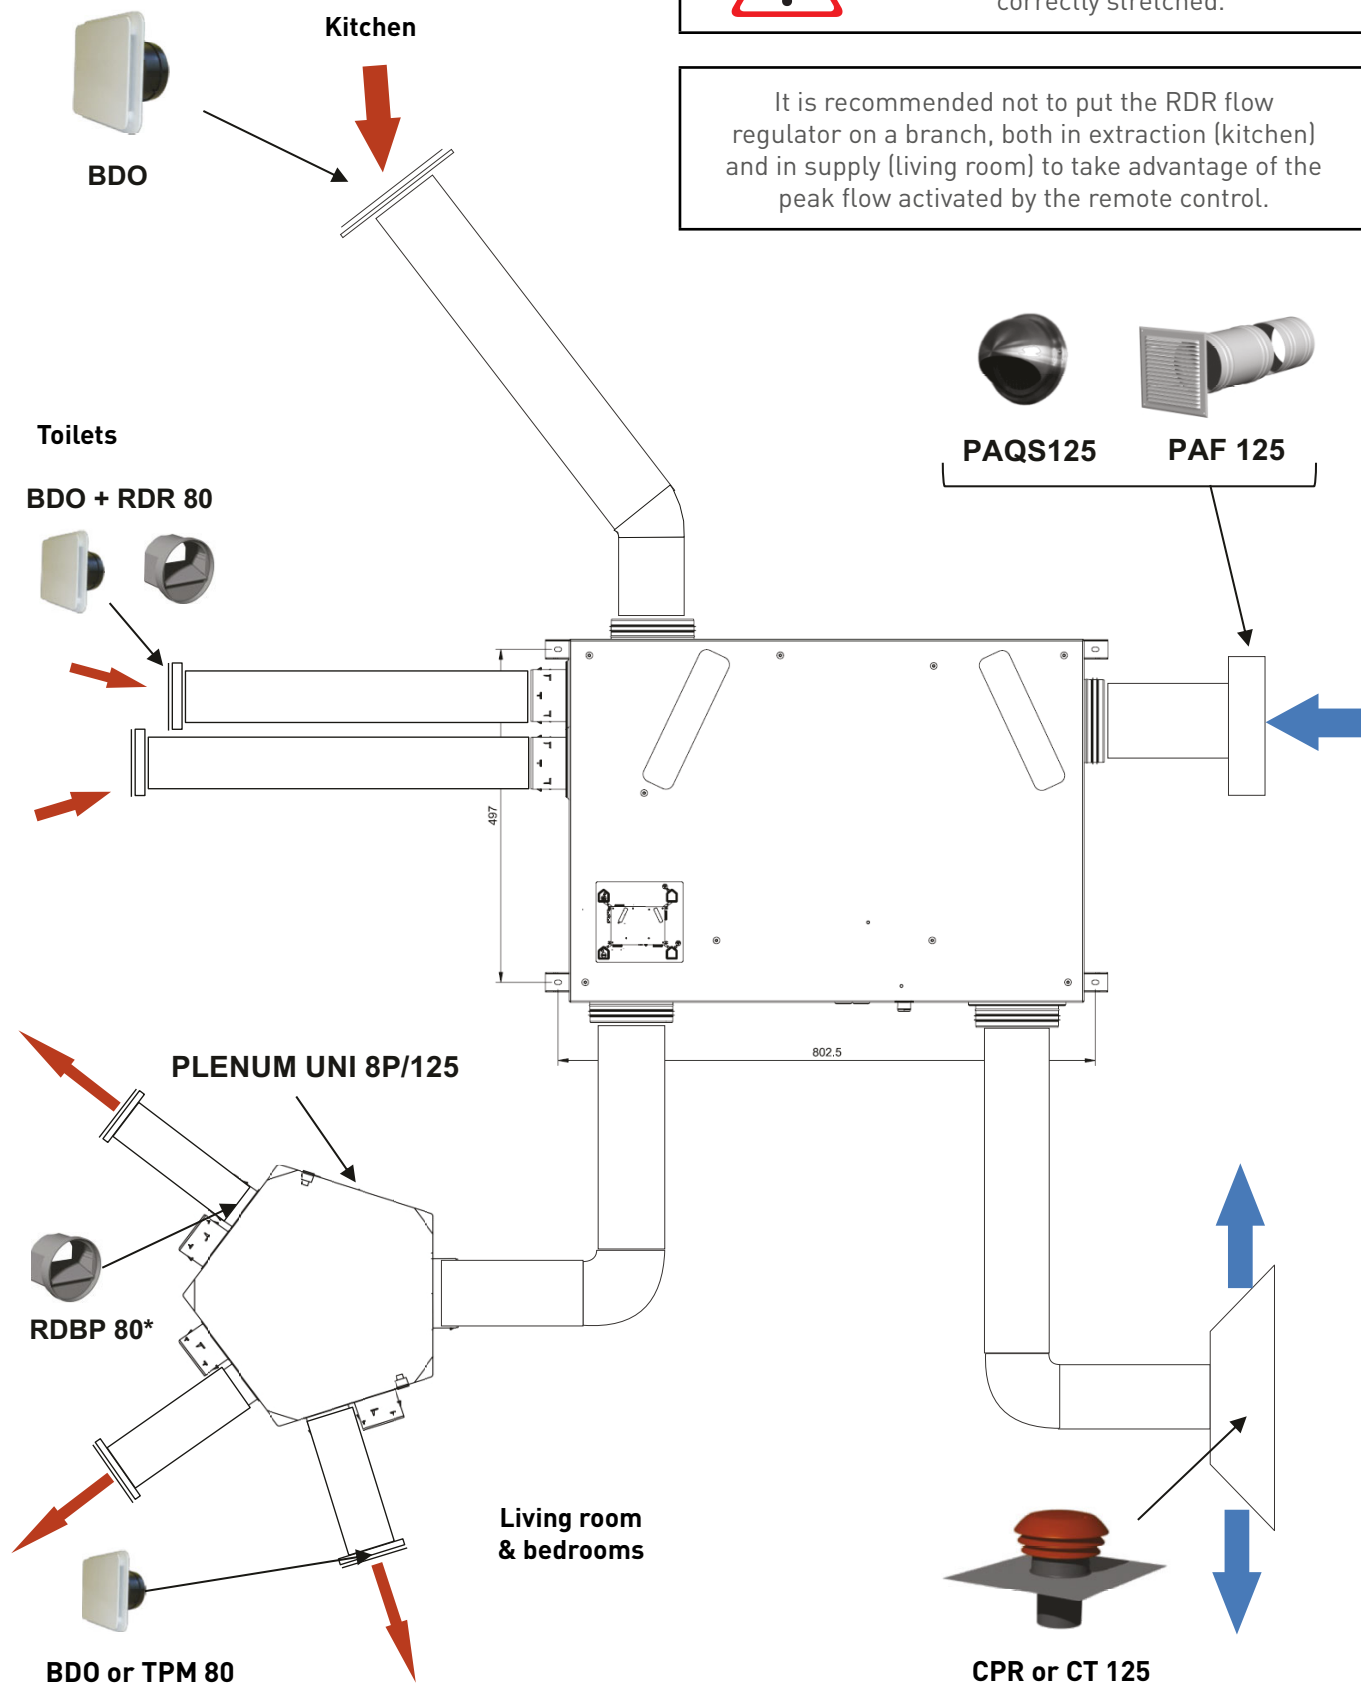 correctly stretched.
Kitchen
BDO
It is recommended not to put the RDR flow
regulator on a branch, both in extraction (kitchen)
and in supply (living room) to take advantage of the
peak flow activated by the remote control.
PAQS125
PAF 125
Toilets
BDO + RDR 80
497
802.5
PLENUM UNI 8P/125
RDBP 80*
Living room
& bedrooms
BDO or TPM 80
CPR or CT 125